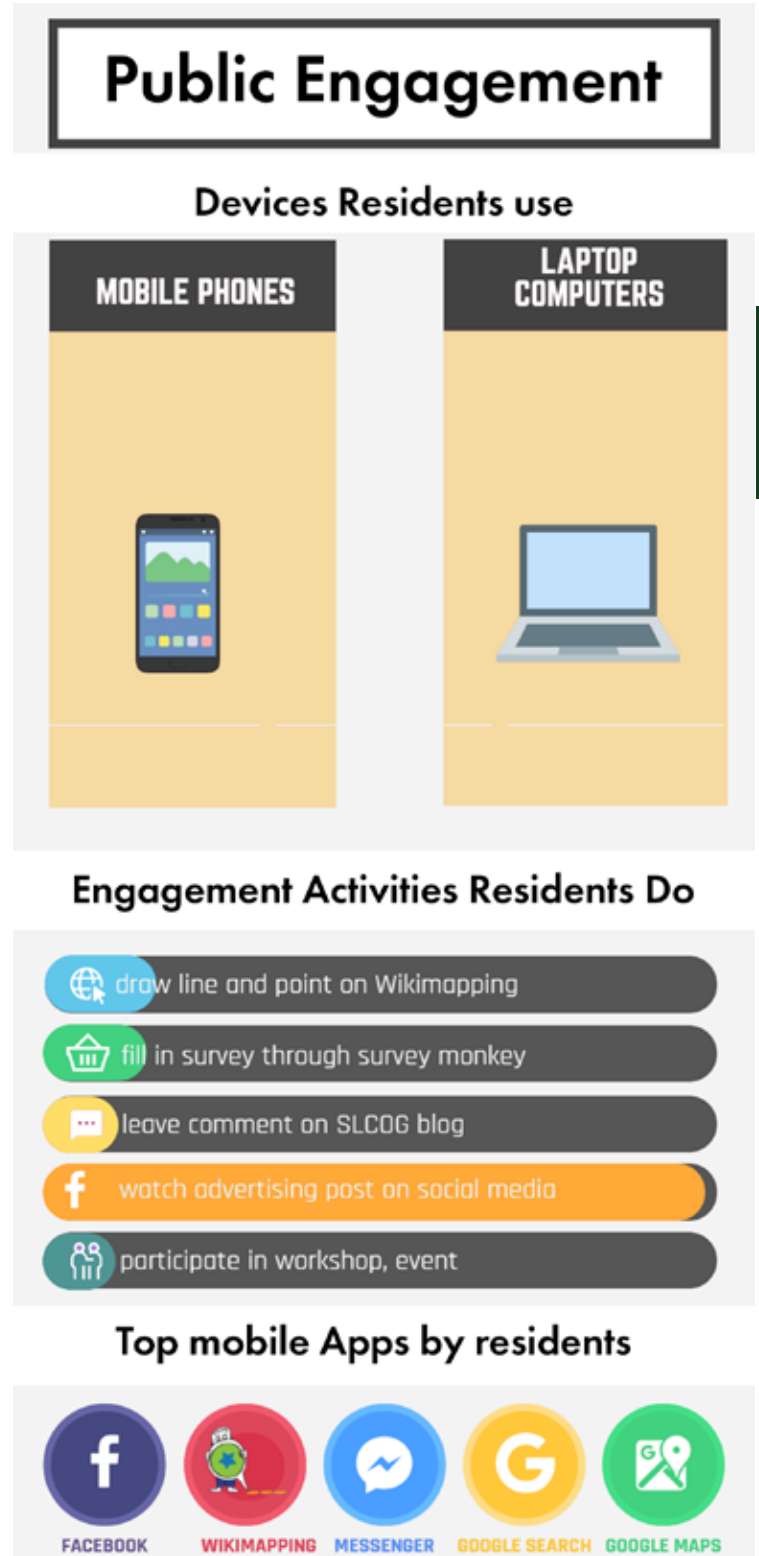 Public Engagement
Devices Residents use
MOBILE PHONES
LAPTOP
COMPUTERS
Engagement Activities Residents Do
draw line and point on Wikimapping
fill in survey through survey monkey
leave comment on SLCOG blog
watch advertising post on social media
participate in workshop, event
Top mobile Apps by residents
FACEBOOK WIKIMAPPING MESSENGER GOOGLE SEARCH GOOGLE MAPS